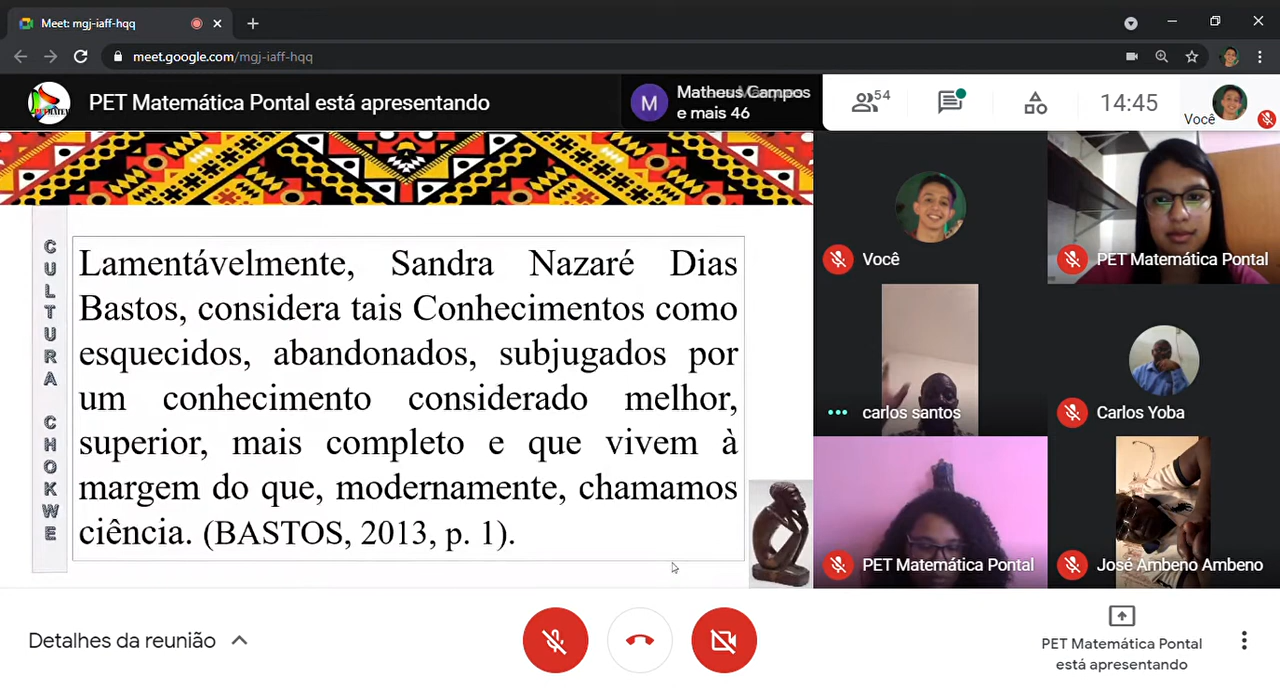 Meet: mgj-iaff-hqq
meet.google.com/mgj-iaff-hqq
PET Matemática Pontal está apresentando
M
Matheus Campos
e mais 46
54
14:45
Você
CULTURA CHOKWE
Lamentávelmente, Sandra Nazaré Dias
Bastos, considera tais Conhecimentos como
esquecidos, abandonados, subjugados por
um conhecimento considerado melhor,
superior, mais completo e que vivem à
margem do que, modernamente, chamamos
ciência. (BASTOS, 2013, p. 1).
Você
PET Matemática Pontal
carlos santos
Carlos Yoba
PET Matemática Pontal
José Ambeno Ambeno
Detalhes da reunião
PET Matemática Pontal
está apresentando